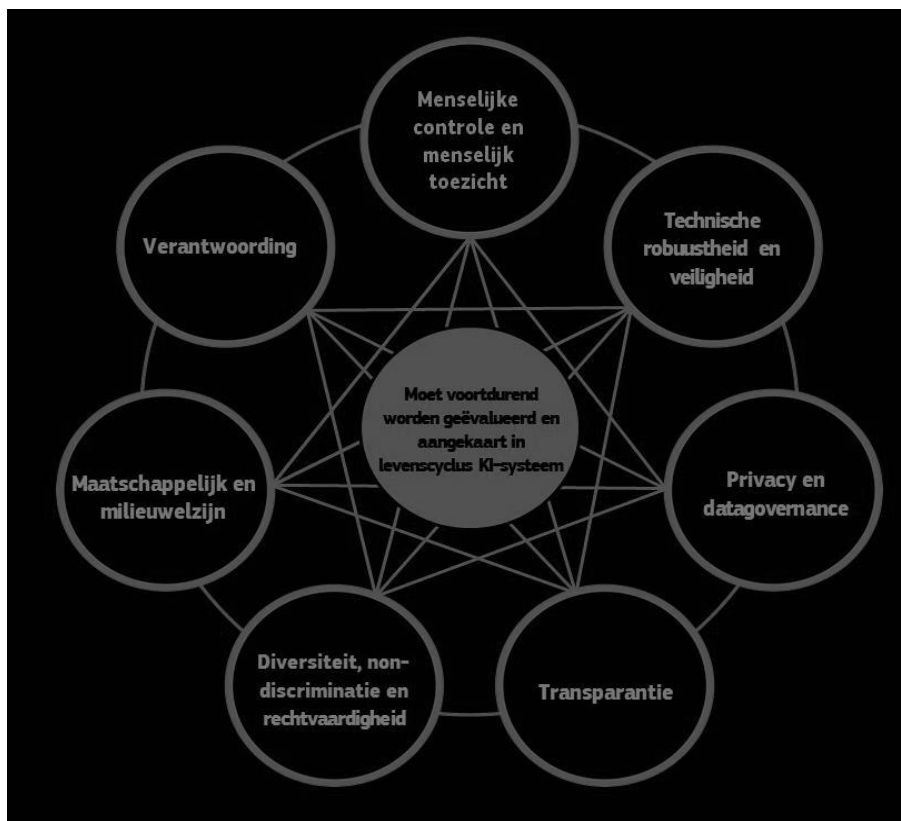 Menselijke
controle en
menselijk
toezicht
Technische
robuustheid en
veiligheid
Privacy en
datagovernance
Transparantie
Diversiteit, non-
discriminatie en
rechtvaardigheid
Maatschappelijk en
milieuwelzijn
Verantwoording
Moet voortdurend
worden geëvalueerd en
aangekaart in
levenscyclus KI-systeem